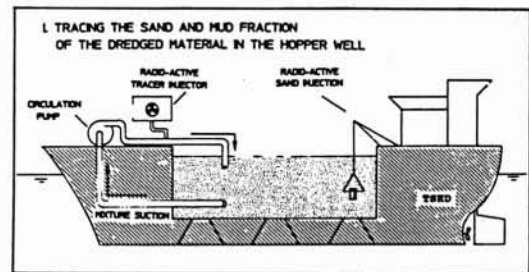 1. TRACING THE SAND AND MUD FRACTION
OF THE DREDGED MATERIAL IN THE HOPPER WELL
RADIO-ACTIVE
TRACER INJECTOR
RADIO-ACTIVE
SAND INJECTION
CIRCULATION
PUMP
MIXTURE SUCTION
TSHD